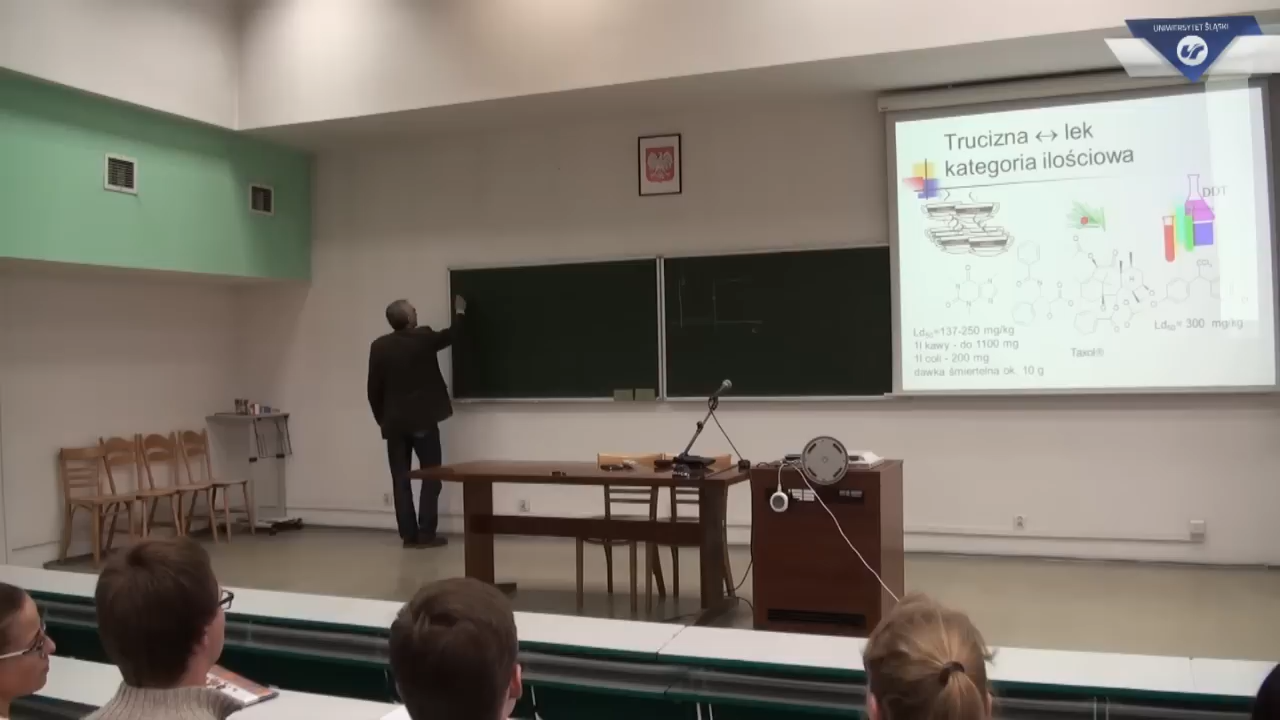 UNIWERSYTET ŚLĄSKI
Trucizna ↔ lek
kategoria ilościowa
DDT
Ld₅₀=137-250 mg/kg
1l kawy - do 1100 mg
1l coli - 200 mg
dawka śmiertelna ok. 10 g
Taxol®
Ld₅₀= 300 mg/kg